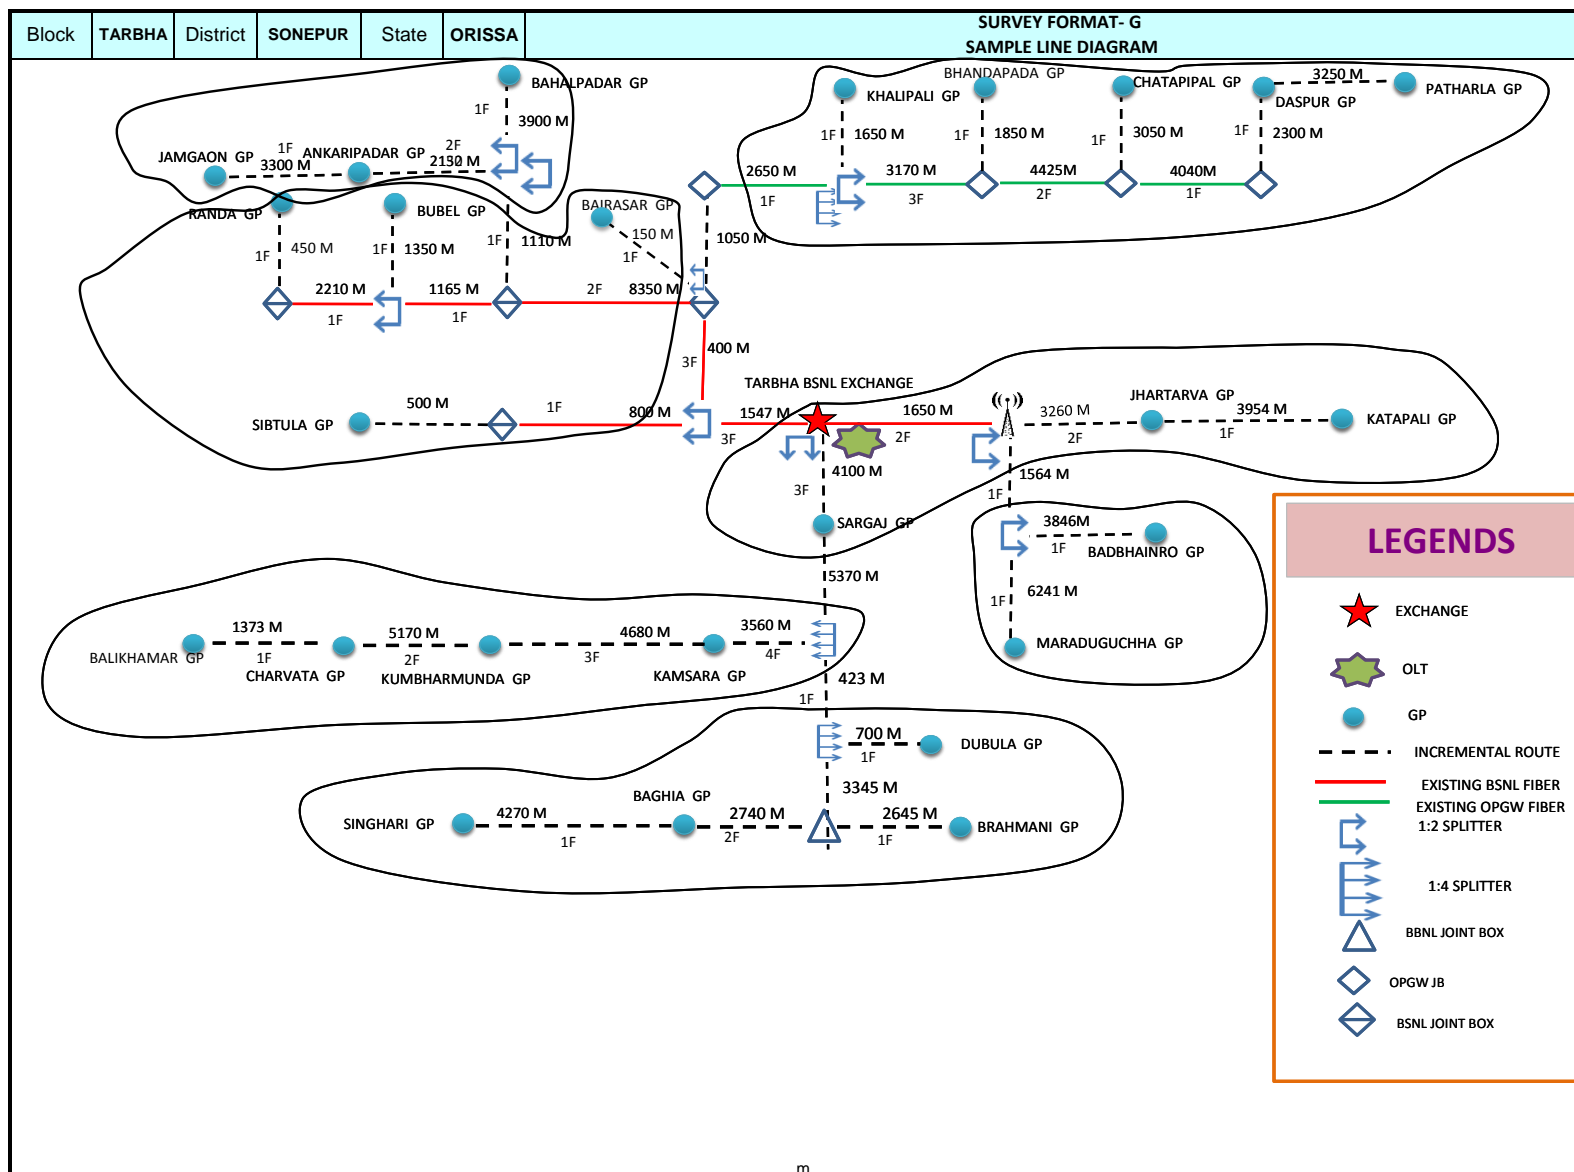 Block TARBHA District SONEPUR State ORISSA
SURVEY FORMAT- G
SAMPLE LINE DIAGRAM
BAHALPADAR GP
1F
3900 M
2F
1F
JAMGAON GP
3300 M
ANKARIPADAR GP
BHANDAPADA GP
KHALIPALI GP
CHATAPIPAL GP
3250 M
DASPUR GP
PATHARLA GP
1F
1650 M
1F
1850 M
1F
3050 M
1F
2300 M
2650 M
1F
3170 M
3F
4425M
2F
4040M
1F
RANDA GP
BUBEL GP
BAIRASAR GP
1F
450 M
1F
1350 M
1F
1110 M
150 M
1F
1050 M
2210 M
1F
1165 M
1F
2F
8350 M
3F
400 M
TARBHA BSNL EXCHANGE
SIBTULA GP
500 M
1F
800 M
1547 M
3F
1650 M
2F
JHARTARVA GP
3260 M
2F
3954 M
1F
KATAPALI GP
4100 M
3F
1564 M
1F
SARGAJ GP
3846M
1F
BADBHAINRO GP
5370 M
6241 M
1F
MARADUGUCHHA GP
BALIKHAMAR GP
1373 M
1F
CHARVATA GP
5170 M
2F
KUMBHARMUNDA GP
4680 M
3F
KAMSARA GP
3560 M
4F
423 M
1F
700 M
1F
DUBULA GP
3345 M
SINGHARI GP
4270 M
1F
BAGHIA GP
2740 M
2F
2645 M
1F
BRAHMANI GP
LEGENDS
EXCHANGE
OLT
GP
INCREMENTAL ROUTE
EXISTING BSNL FIBER
EXISTING OPGW FIBER
1:2 SPLITTER
1:4 SPLITTER
BBNL JOINT BOX
OPGW JB
BSNL JOINT BOX
m